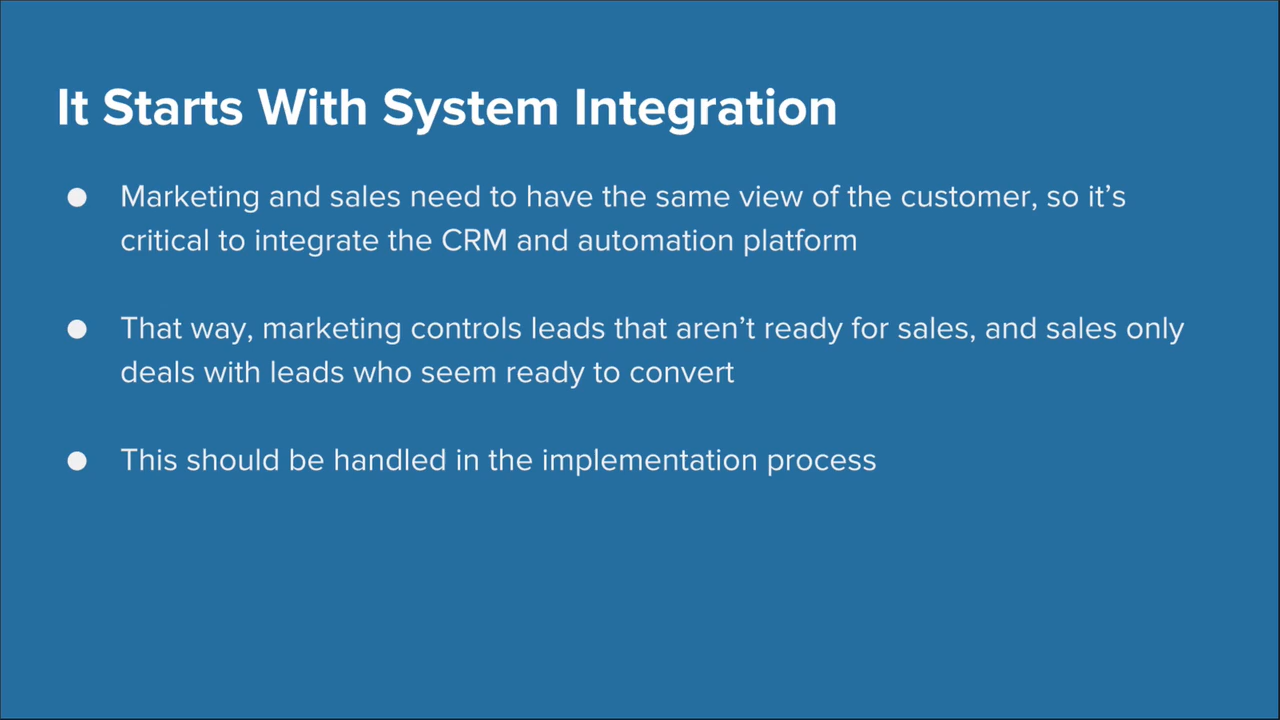 It Starts With System Integration
● Marketing and sales need to have the same view of the customer, so it’s
critical to integrate the CRM and automation platform
● That way, marketing controls leads that aren’t ready for sales, and sales only
deals with leads who seem ready to convert
● This should be handled in the implementation process